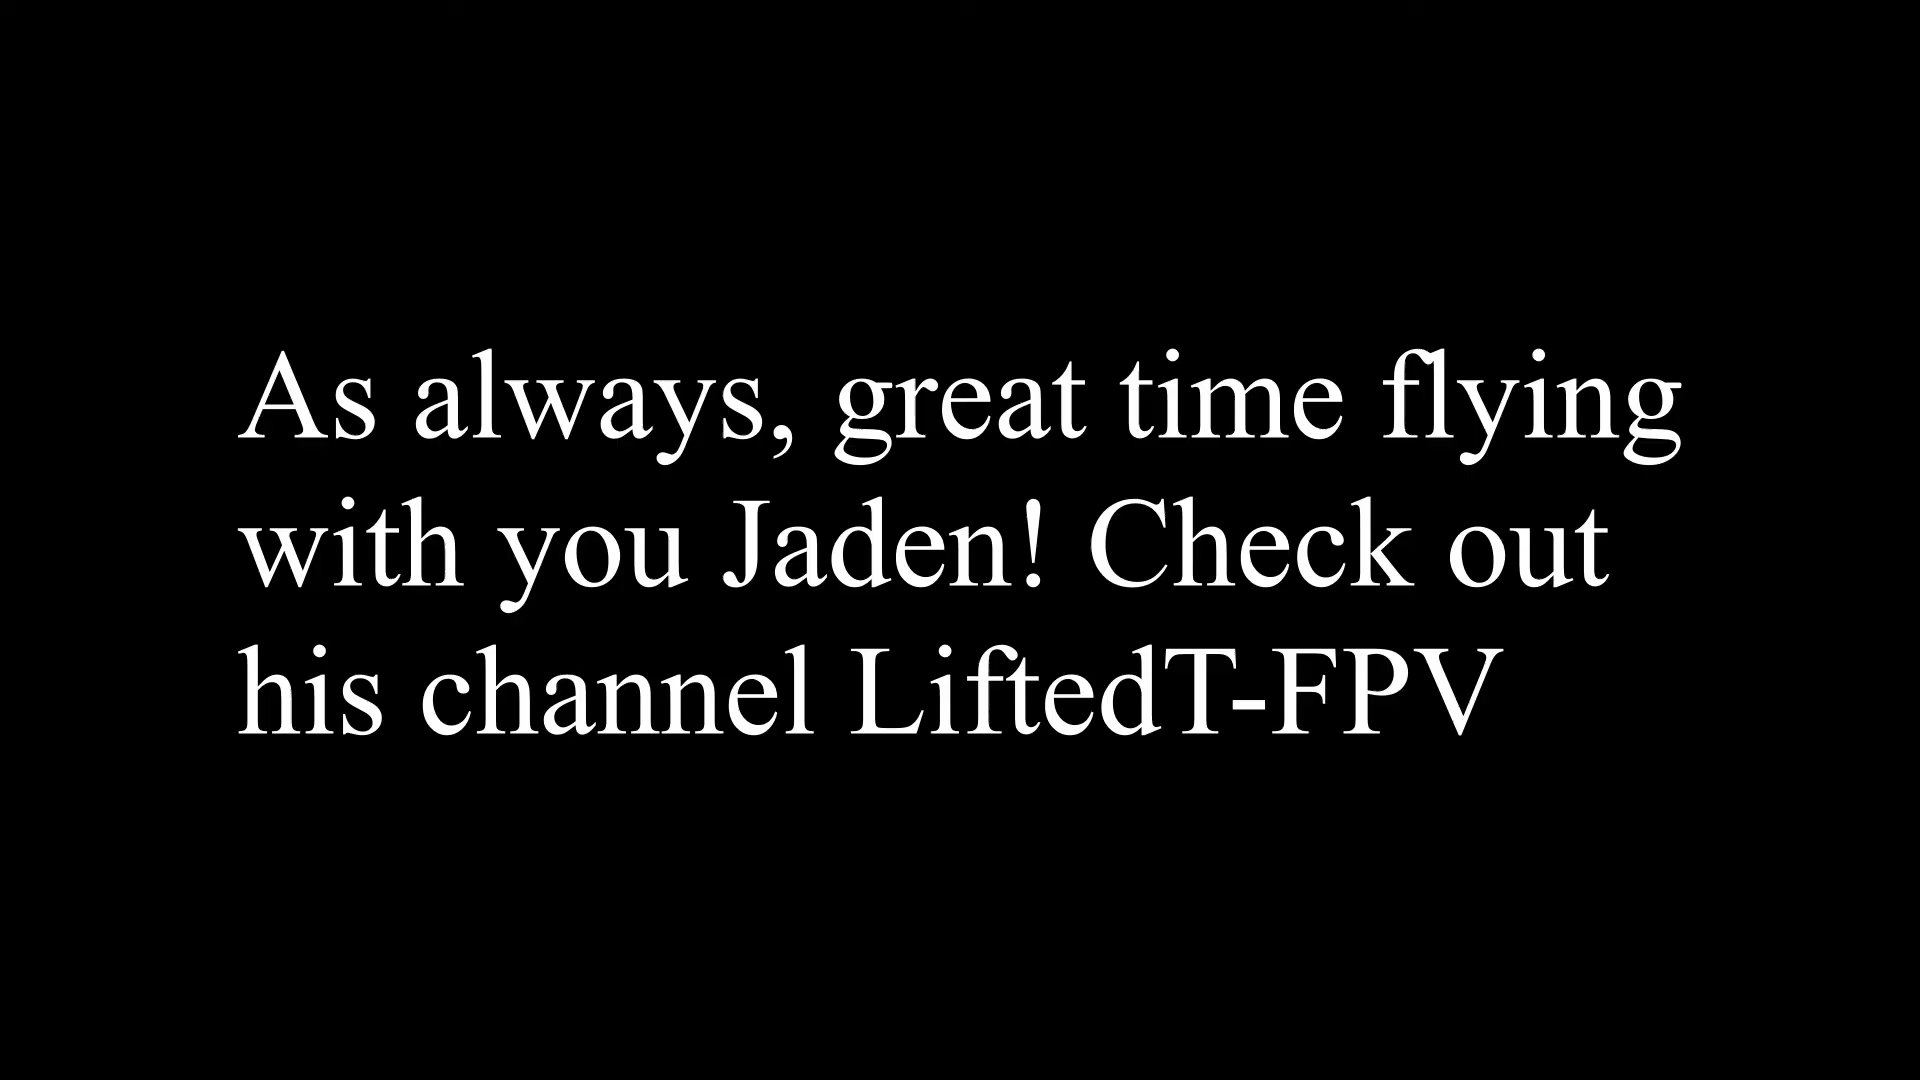 As always, great time flying
with you Jaden! Check out
his channel LiftedT-FPV